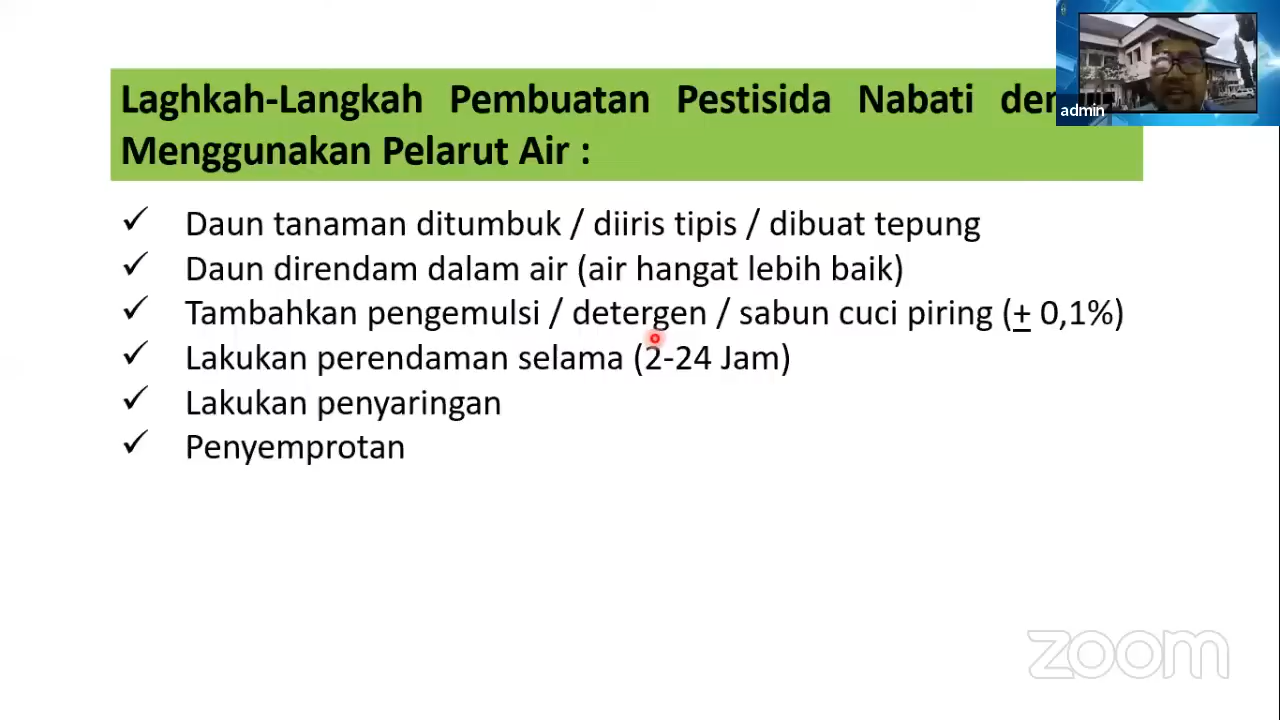 Laghkah-Langkah Pembuatan Pestisida Nabati
Menggunakan Pelarut Air :
✓ Daun tanaman ditumbuk / diiris tipis / dibuat tepung
✓ Daun direndam dalam air (air hangat lebih baik)
✓ Tambahkan pengemulsi / detergen / sabun cuci piring (± 0,1%)
✓ Lakukan perendaman selama (2-24 Jam)
✓ Lakukan penyaringan
✓ Penyemprotan
admin
zoom